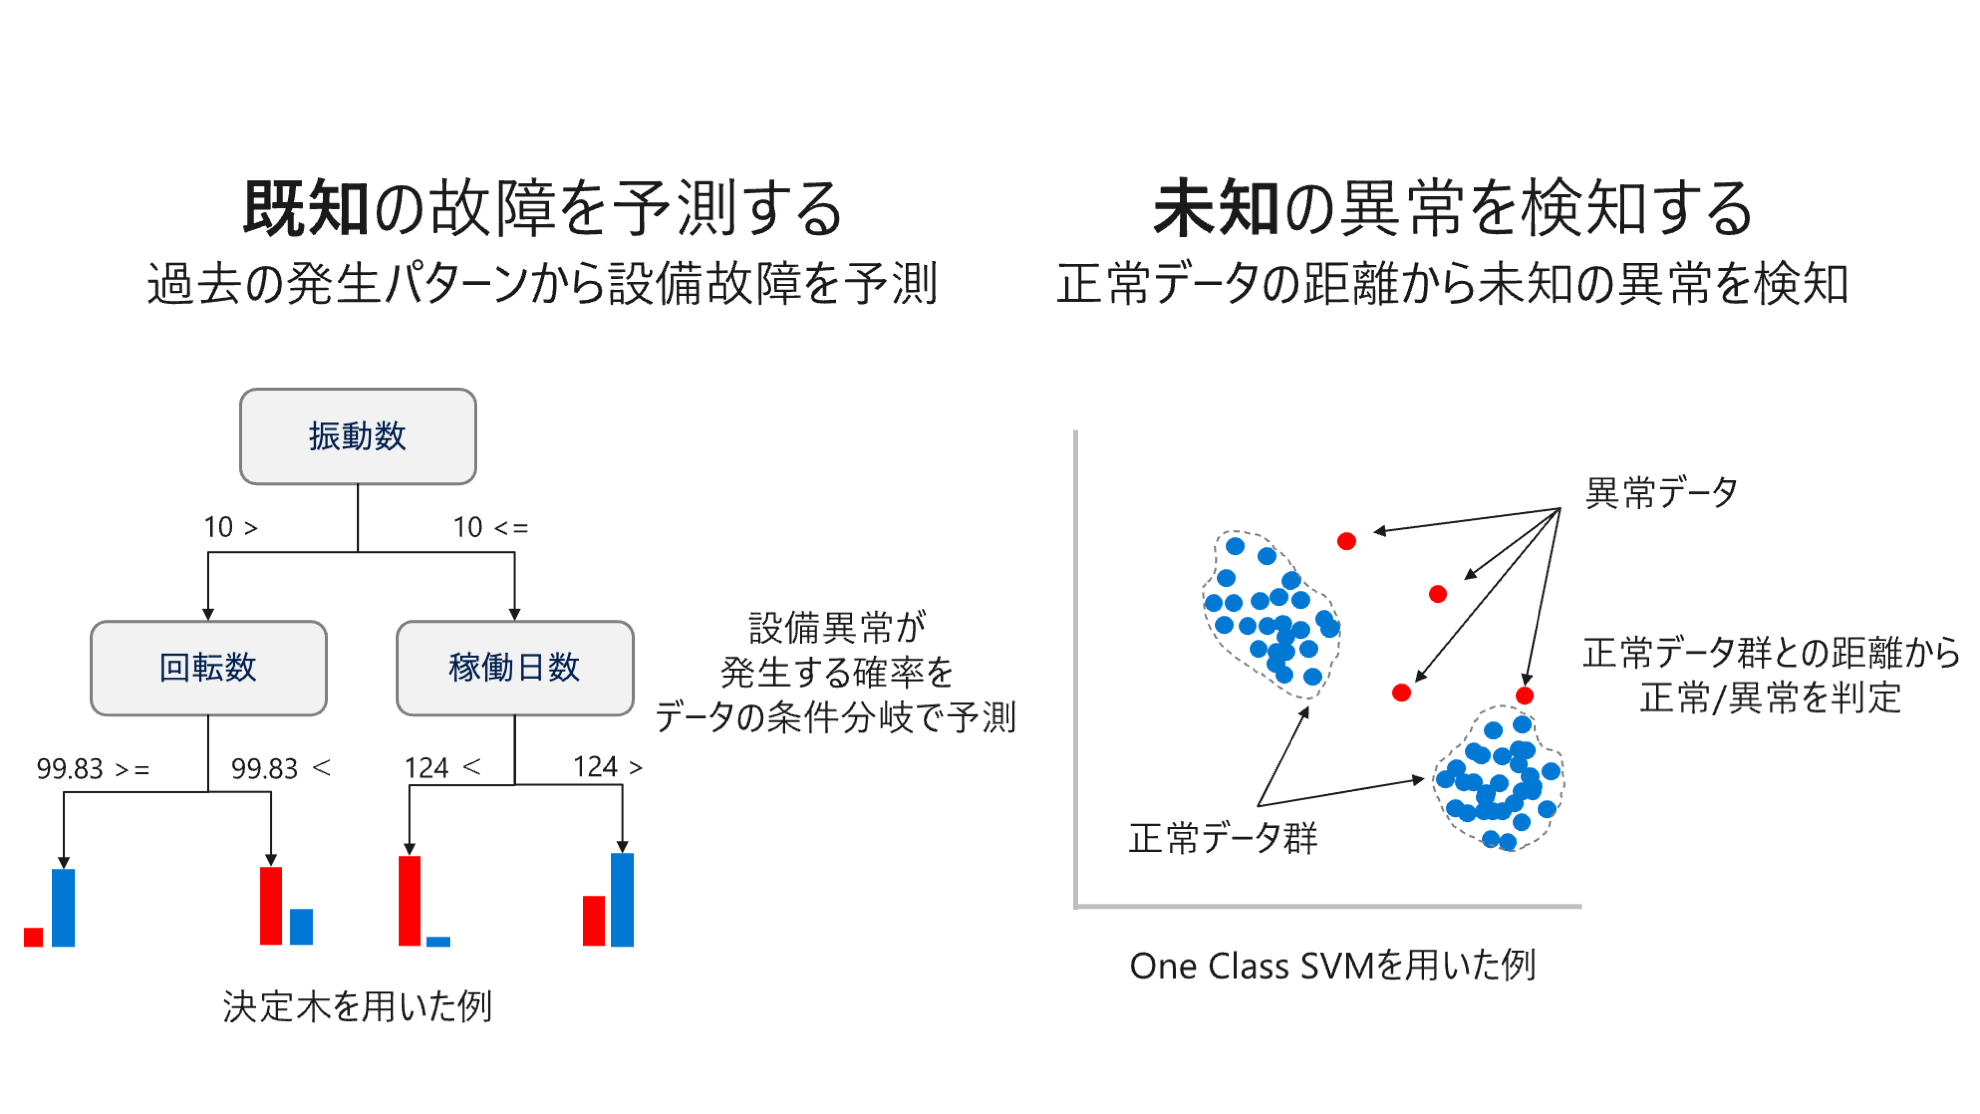 既知の故障を予測する
過去の発生パターンから設備故障を予測
振動数
10 >
10 <=
回転数
稼働日数
99.83 >=
99.83 <
124 <
124 >
設備異常が
発生する確率を
データの条件分岐で予測
決定木を用いた例
未知の異常を検知する
正常データの距離から未知の異常を検知
異常データ
正常データ群との距離から
正常/異常を判定
正常データ群
One Class SVMを用いた例